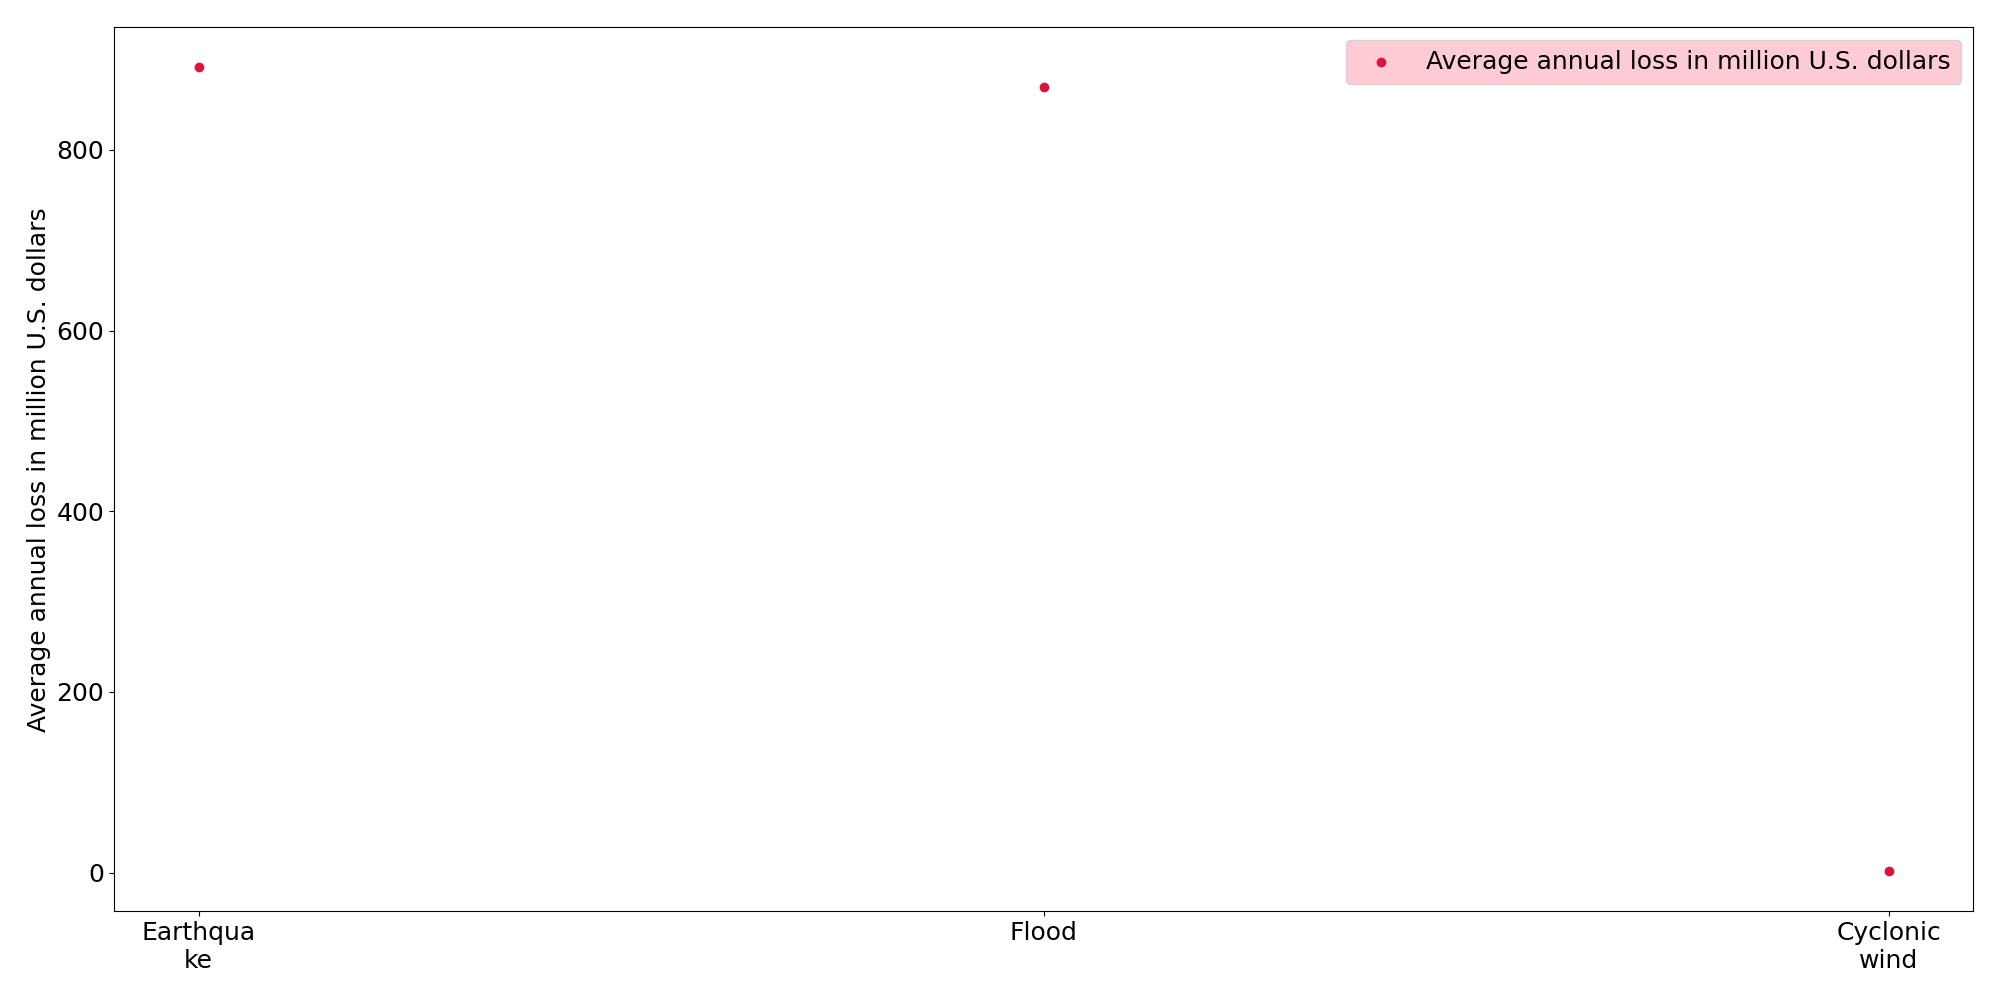 Average annual loss in million U.S. dollars
Average annual loss in million U.S. dollars
800
600
400
200
0
Earthqua
ke
Flood
Cyclonic
wind